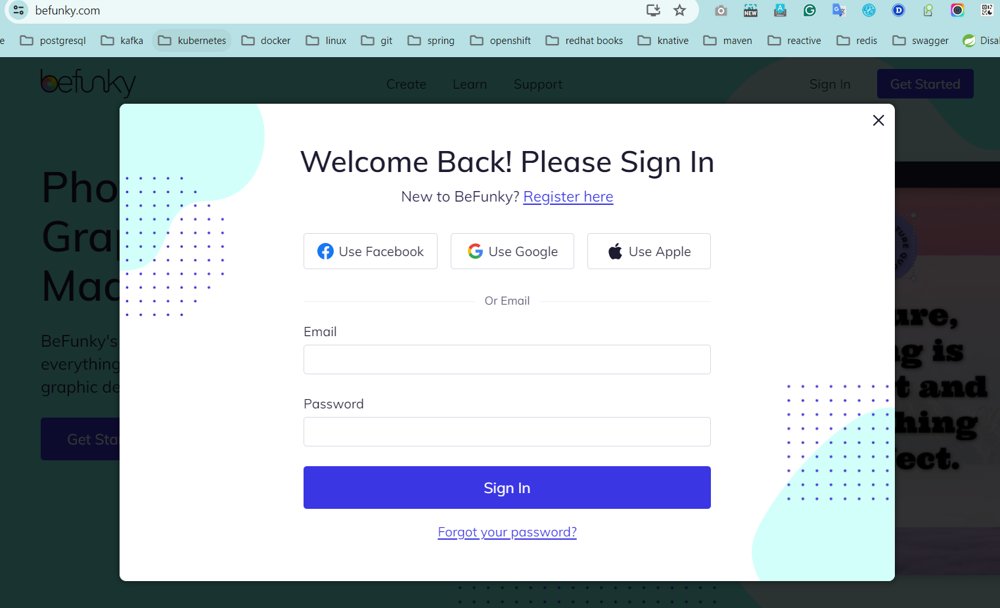 befunky.com
NEW
e postgresql kafka kubernetes docker linux git spring openshift redhat books knative maven reactive redis swagger Disa
befunky Create Learn Support Sign In Get Started
Welcome Back! Please Sign In
New to BeFunky? Register here
Pho
Gra
Mac
Use Facebook Use Google Use Apple
Or Email
Email
BeFunky's
everything
graphic de
Password
Get Sta
Sign In
Forgot your password?
ure,
g is
t and
hing
ect.